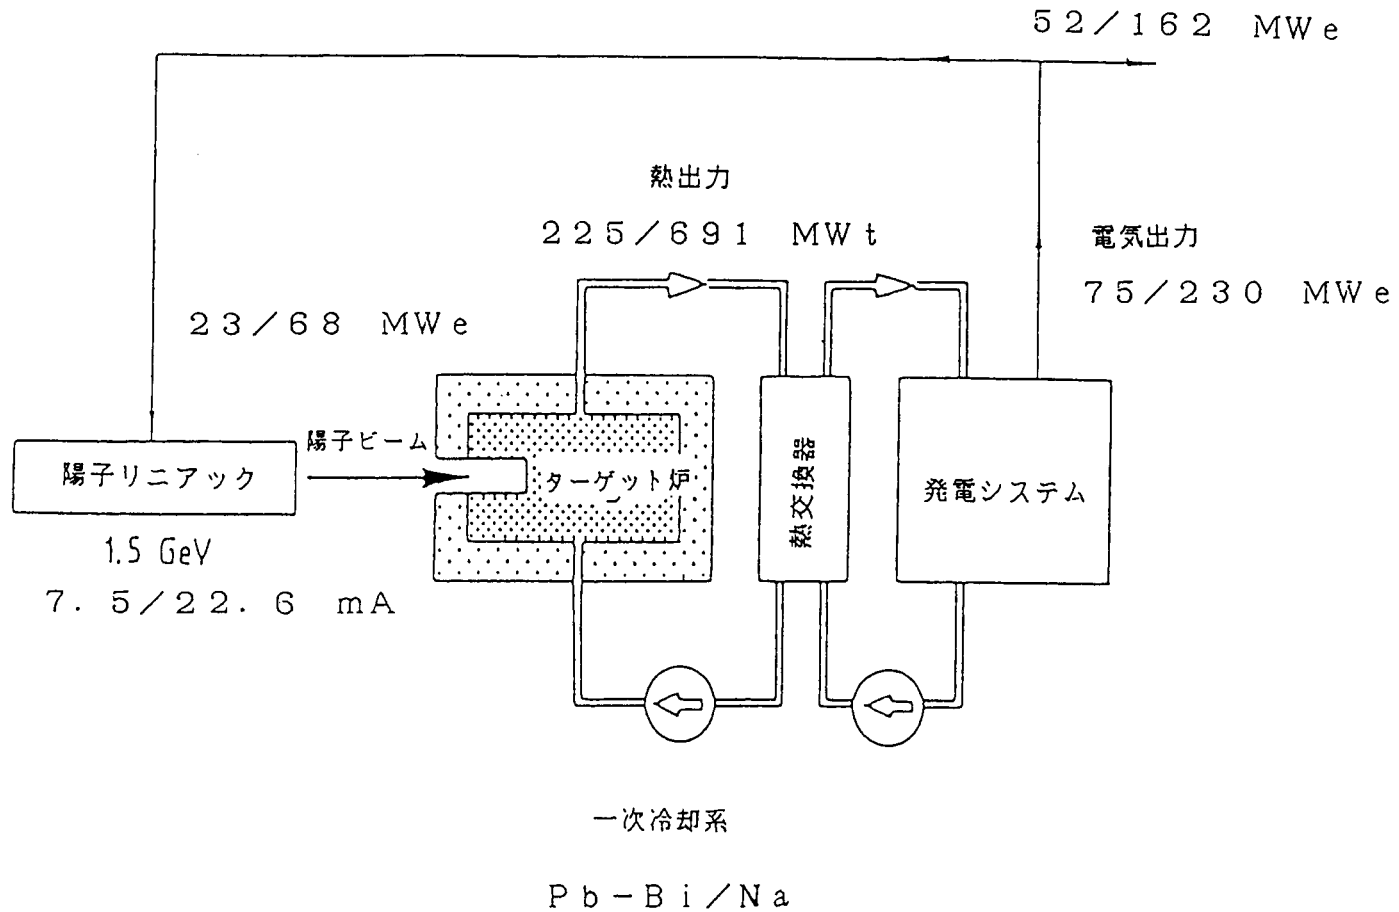 52/162 MWe
熱出力
225/691 MWt
電気出力
75/230 MWe
23/68 MWe
陽子ビーム
陽子リニアック
ターゲット炉
熱交換器
発電システム
1.5 GeV
7.5/22.6 mA
一次冷却系
Pb-Bi/Na